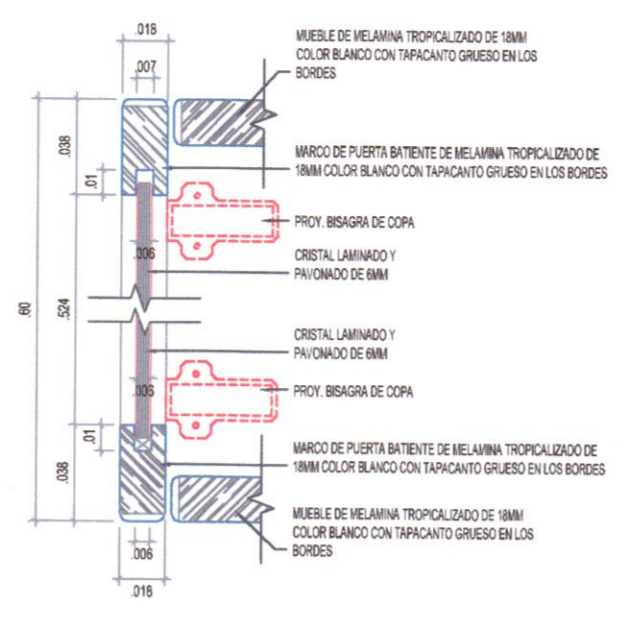 .018
.007
MUEBLE DE MELAMINA TROPICALIZADO DE 18MM
COLOR BLANCO CON TAPACANTO GRUESO EN LOS
BORDES
.038
.01
MARCO DE PUERTA BATIENTE DE MELAMINA TROPICALIZADO DE
18MM COLOR BLANCO CON TAPACANTO GRUESO EN LOS BORDES
PROY. BISAGRA DE COPA
.006
CRISTAL LAMINADO Y
PAVONADO DE 6MM
.60
.524
CRISTAL LAMINADO Y
PAVONADO DE 6MM
.006
PROY. BISAGRA DE COPA
.01
.038
MARCO DE PUERTA BATIENTE DE MELAMINA TROPICALIZADO DE
18MM COLOR BLANCO CON TAPACANTO GRUESO EN LOS BORDES
MUEBLE DE MELAMINA TROPICALIZADO DE 18MM
COLOR BLANCO CON TAPACANTO GRUESO EN LOS
BORDES
.006
.018